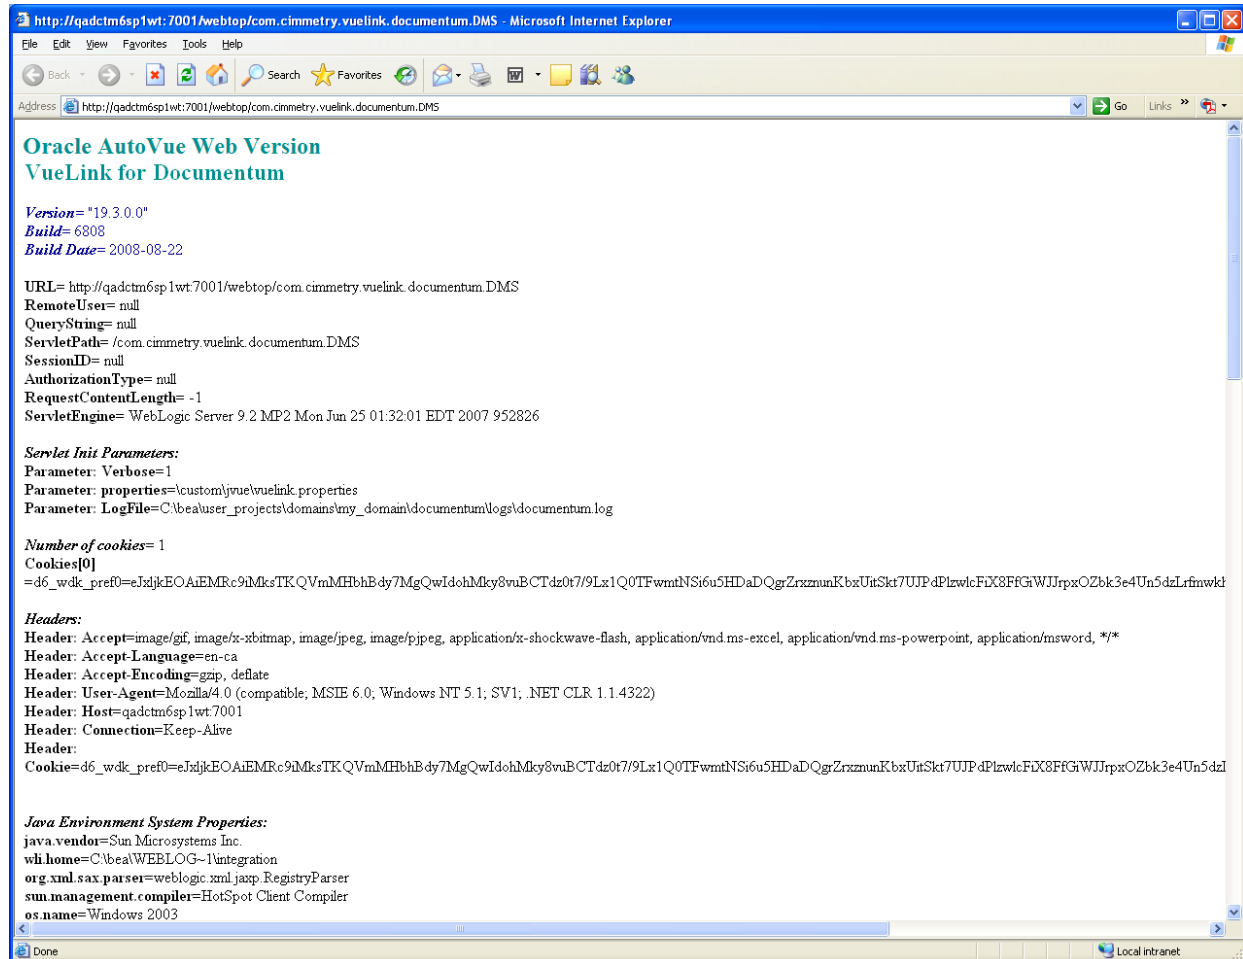 http://qadctm6sp1wt:7001/webtop/com.cimmetry.vuelink.documentum.DMS - Microsoft Internet Explorer
File Edit View Favorites Tools Help
Back Search Favorites
Address http://qadctm6sp1wt:7001/webtop/com.cimmetry.vuelink.documentum.DMS Go Links »
Oracle AutoVue Web Version
VueLink for Documentum
Version= "19.3.0.0"
Build= 6808
Build Date= 2008-08-22
URL= http://qadctm6sp1wt:7001/webtop/com.cimmetry.vuelink.documentum.DMS
RemoteUser= null
QueryString= null
ServletPath= /com.cimmetry.vuelink.documentum.DMS
SessionID= null
AuthorizationType= null
RequestContentLength= -1
ServletEngine= WebLogic Server 9.2 MP2 Mon Jun 25 01:32:01 EDT 2007 952826
Servlet Init Parameters:
Parameter: Verbose=1
Parameter: properties=\custom\jvue\vuelink.properties
Parameter: LogFile=C:\bea\user_projects\domains\my_domain\documentum\logs\documentum.log
Number of cookies= 1
Cookies[0]
Headers:
Header: Accept=image/gif, image/x-xbitmap, image/jpeg, image/pjpeg, application/x-shockwave-flash, application/vnd.ms-excel, application/vnd.ms-powerpoint, application/msword, */*
Header: Accept-Language=en-ca
Header: Accept-Encoding=gzip, deflate
Header: User-Agent=Mozilla/4.0 (compatible; MSIE 6.0; Windows NT 5.1; SV1; .NET CLR 1.1.4322)
Header: Host=qadctm6sp1wt:7001
Header: Connection=Keep-Alive
Header:
Java Environment System Properties:
java.vendor=Sun Microsystems Inc.
wli.home=C:\bea\WEBLOG~1\integration
org.xml.sax.parser=weblogic.xml.jaxp.RegistryParser
sun.management.compiler=HotSpot Client Compiler
os.name=Windows 2003
Done Local intranet